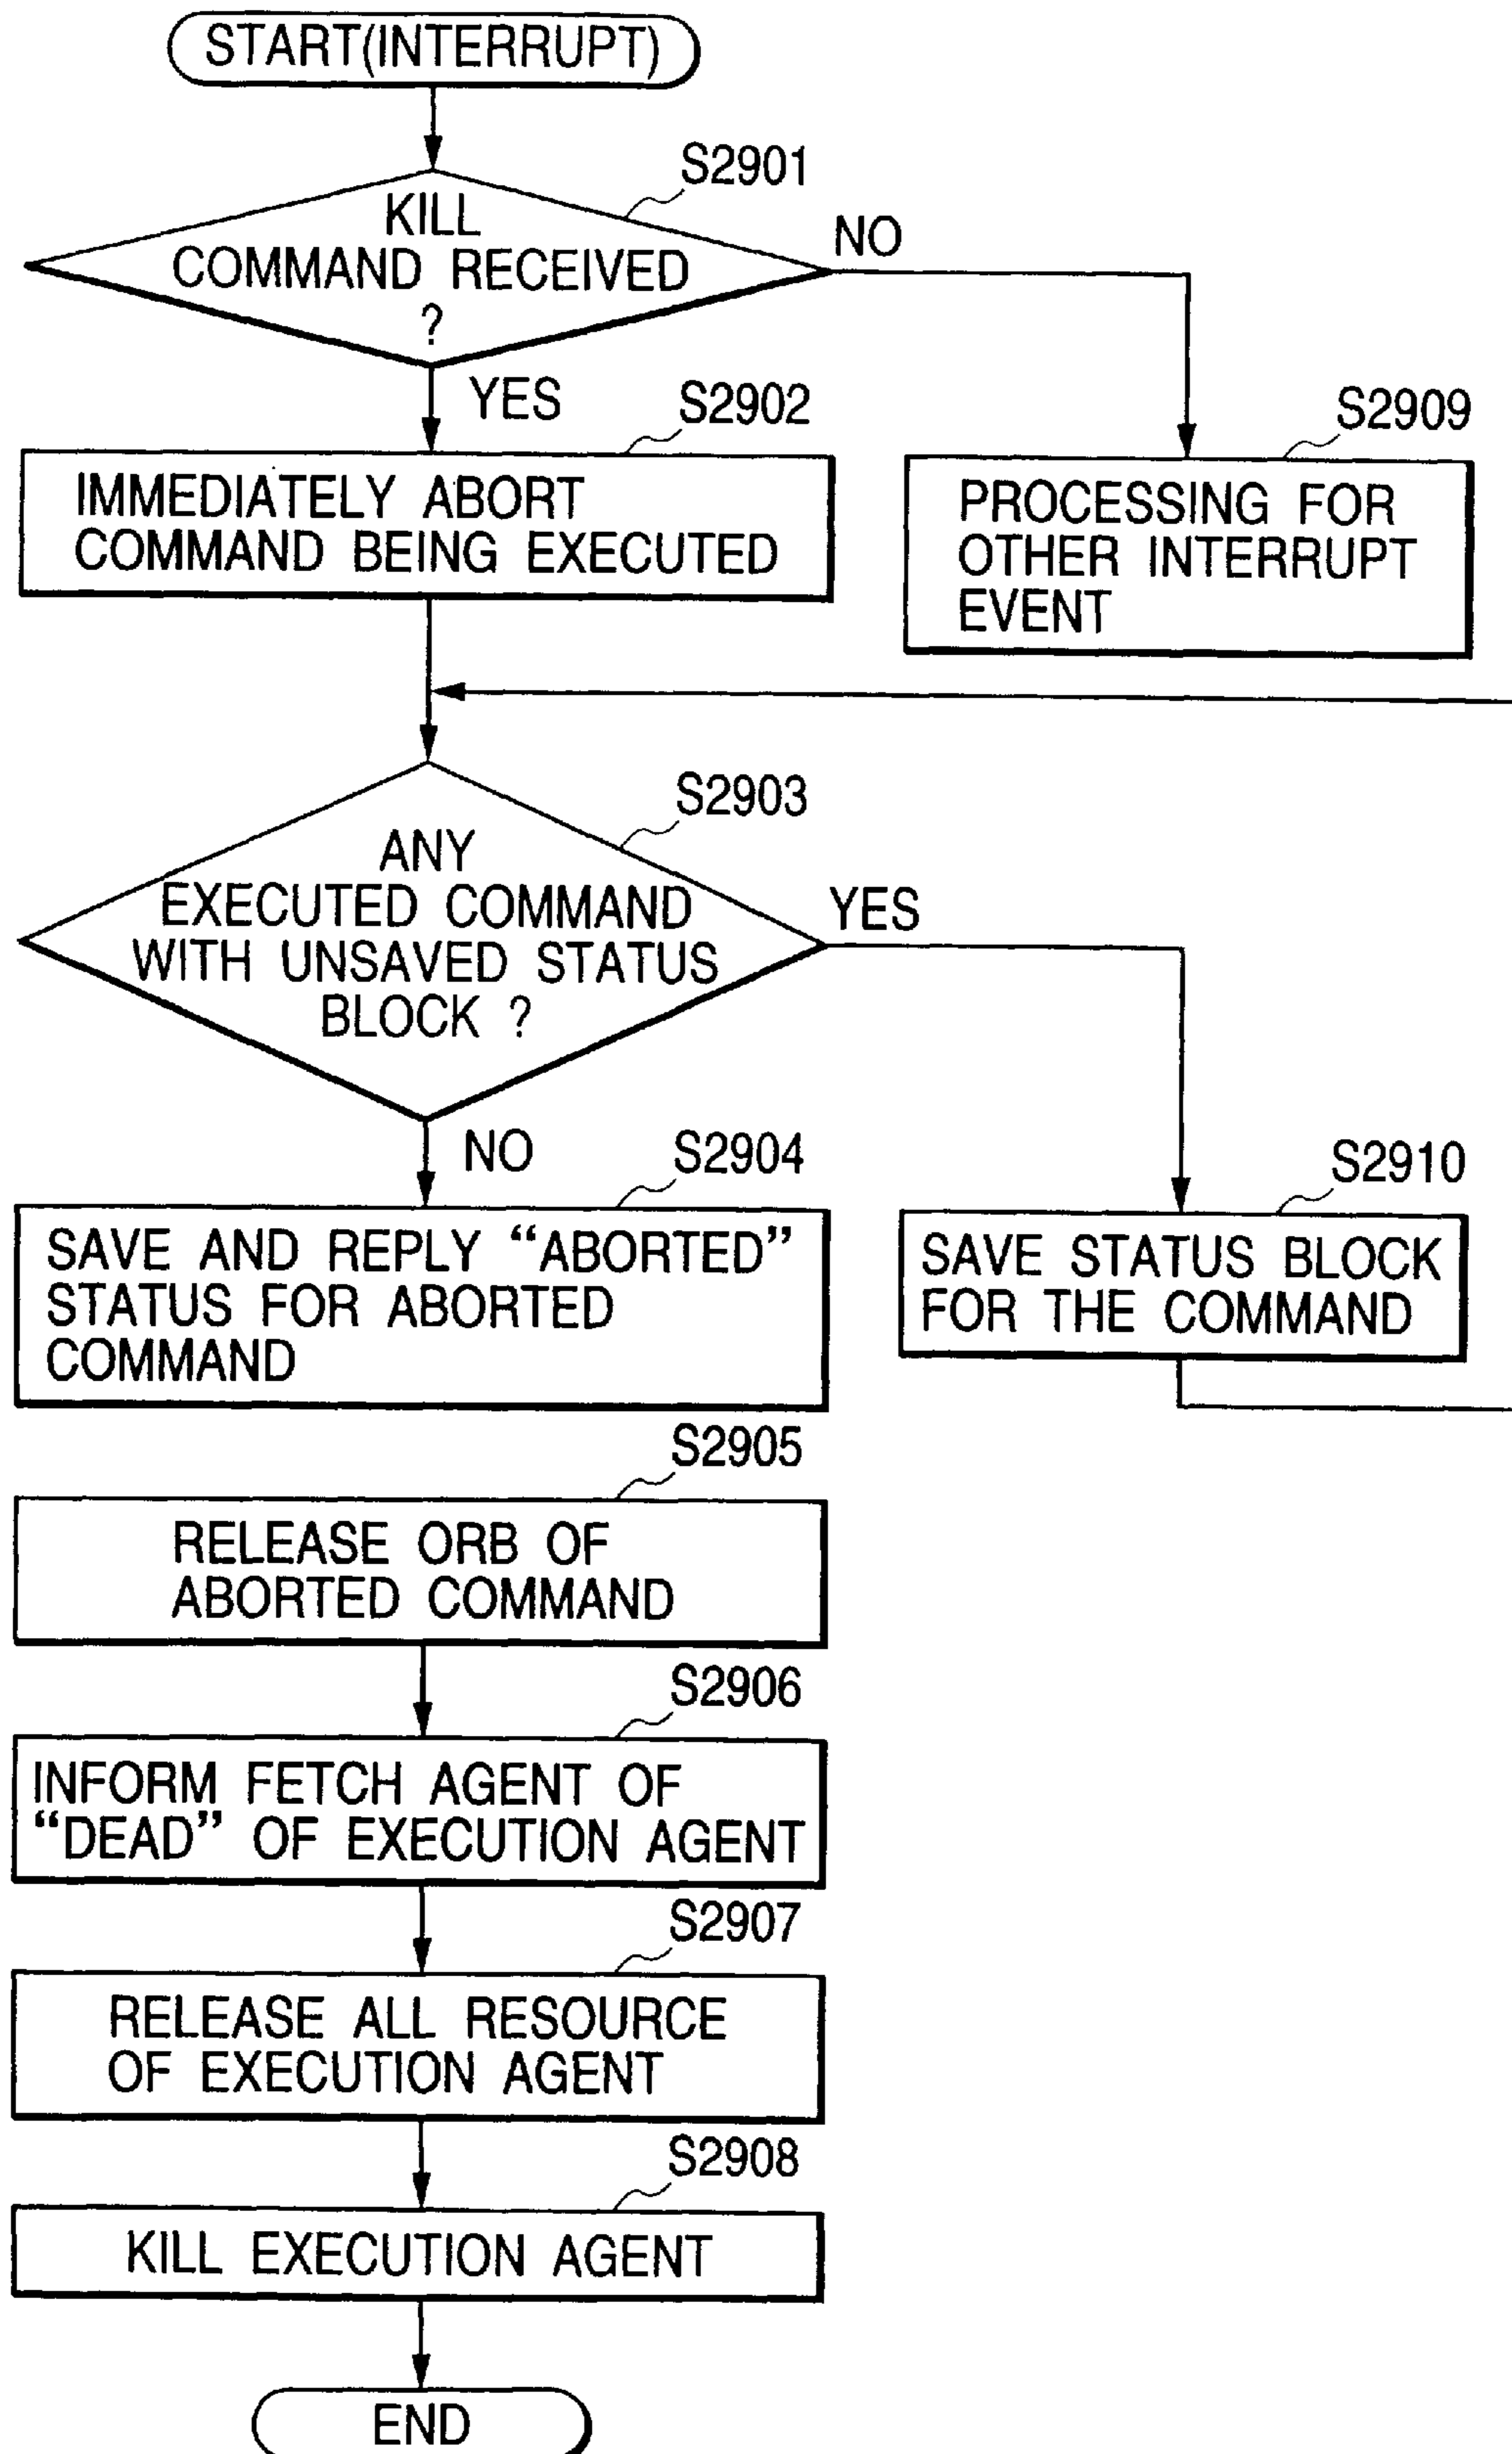 START(INTERRUPT)
S2901
KILL
COMMAND RECEIVED
?
NO
YES
S2902
IMMEDIATELY ABORT
COMMAND BEING EXECUTED
S2909
PROCESSING FOR
OTHER INTERRUPT
EVENT
S2903
ANY
EXECUTED COMMAND
WITH UNSAVED STATUS
BLOCK ?
YES
NO
S2904
SAVE AND REPLY “ABORTED”
STATUS FOR ABORTED
COMMAND
S2910
SAVE STATUS BLOCK
FOR THE COMMAND
S2905
RELEASE ORB OF
ABORTED COMMAND
S2906
INFORM FETCH AGENT OF
“DEAD” OF EXECUTION AGENT
S2907
RELEASE ALL RESOURCE
OF EXECUTION AGENT
S2908
KILL EXECUTION AGENT
END